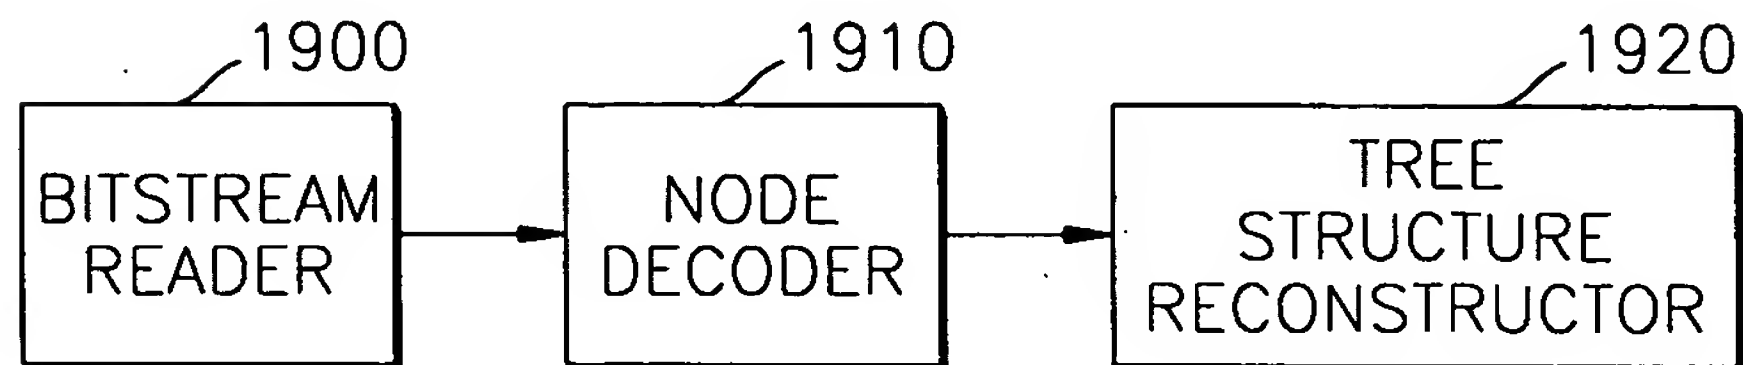 1900
1910
1920
BITSTREAM
READER
NODE
DECODER
TREE
STRUCTURE
RECONSTRUCTOR